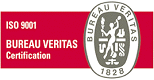 ISO 9001
BUREAU VERITAS
Certification
BUREAU VERITAS
1828